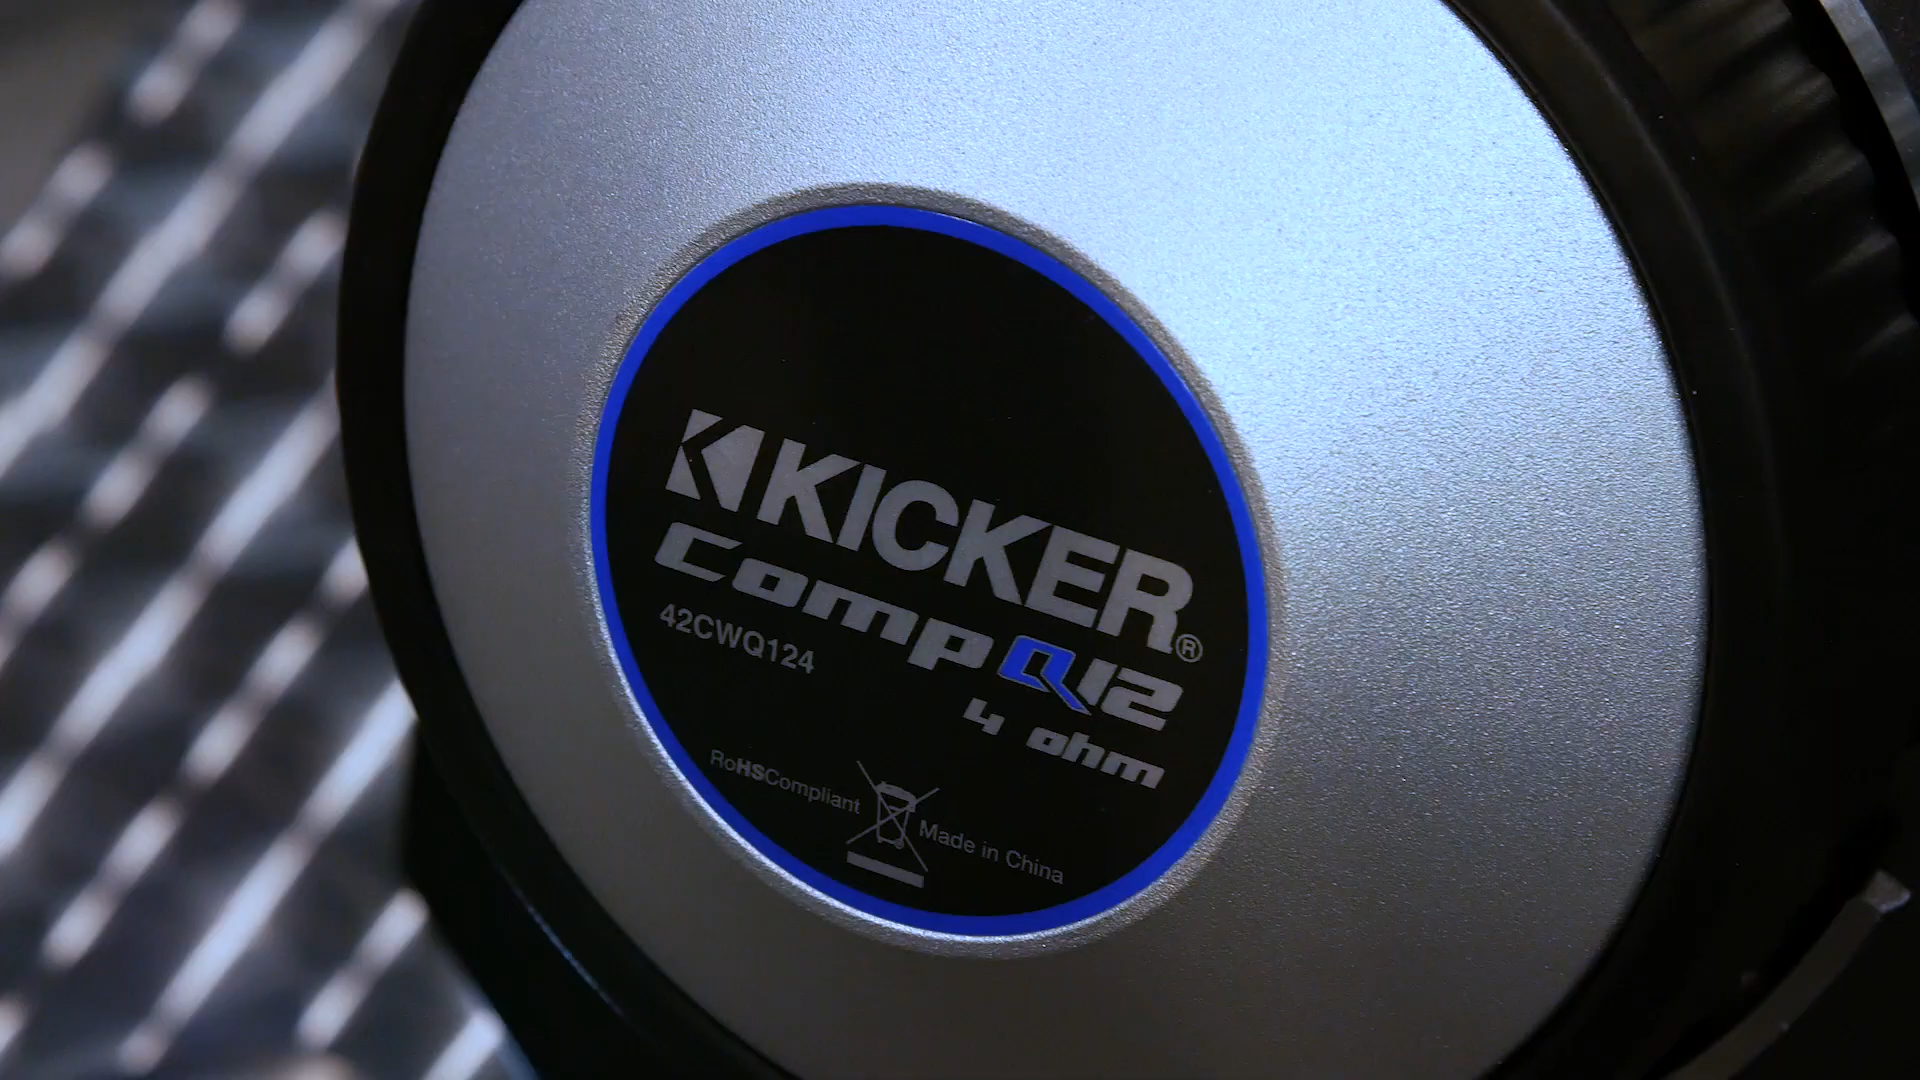 KICKER®
CompQ12
42CWQ124
4 ohm
RoHSCompliant
Made in China